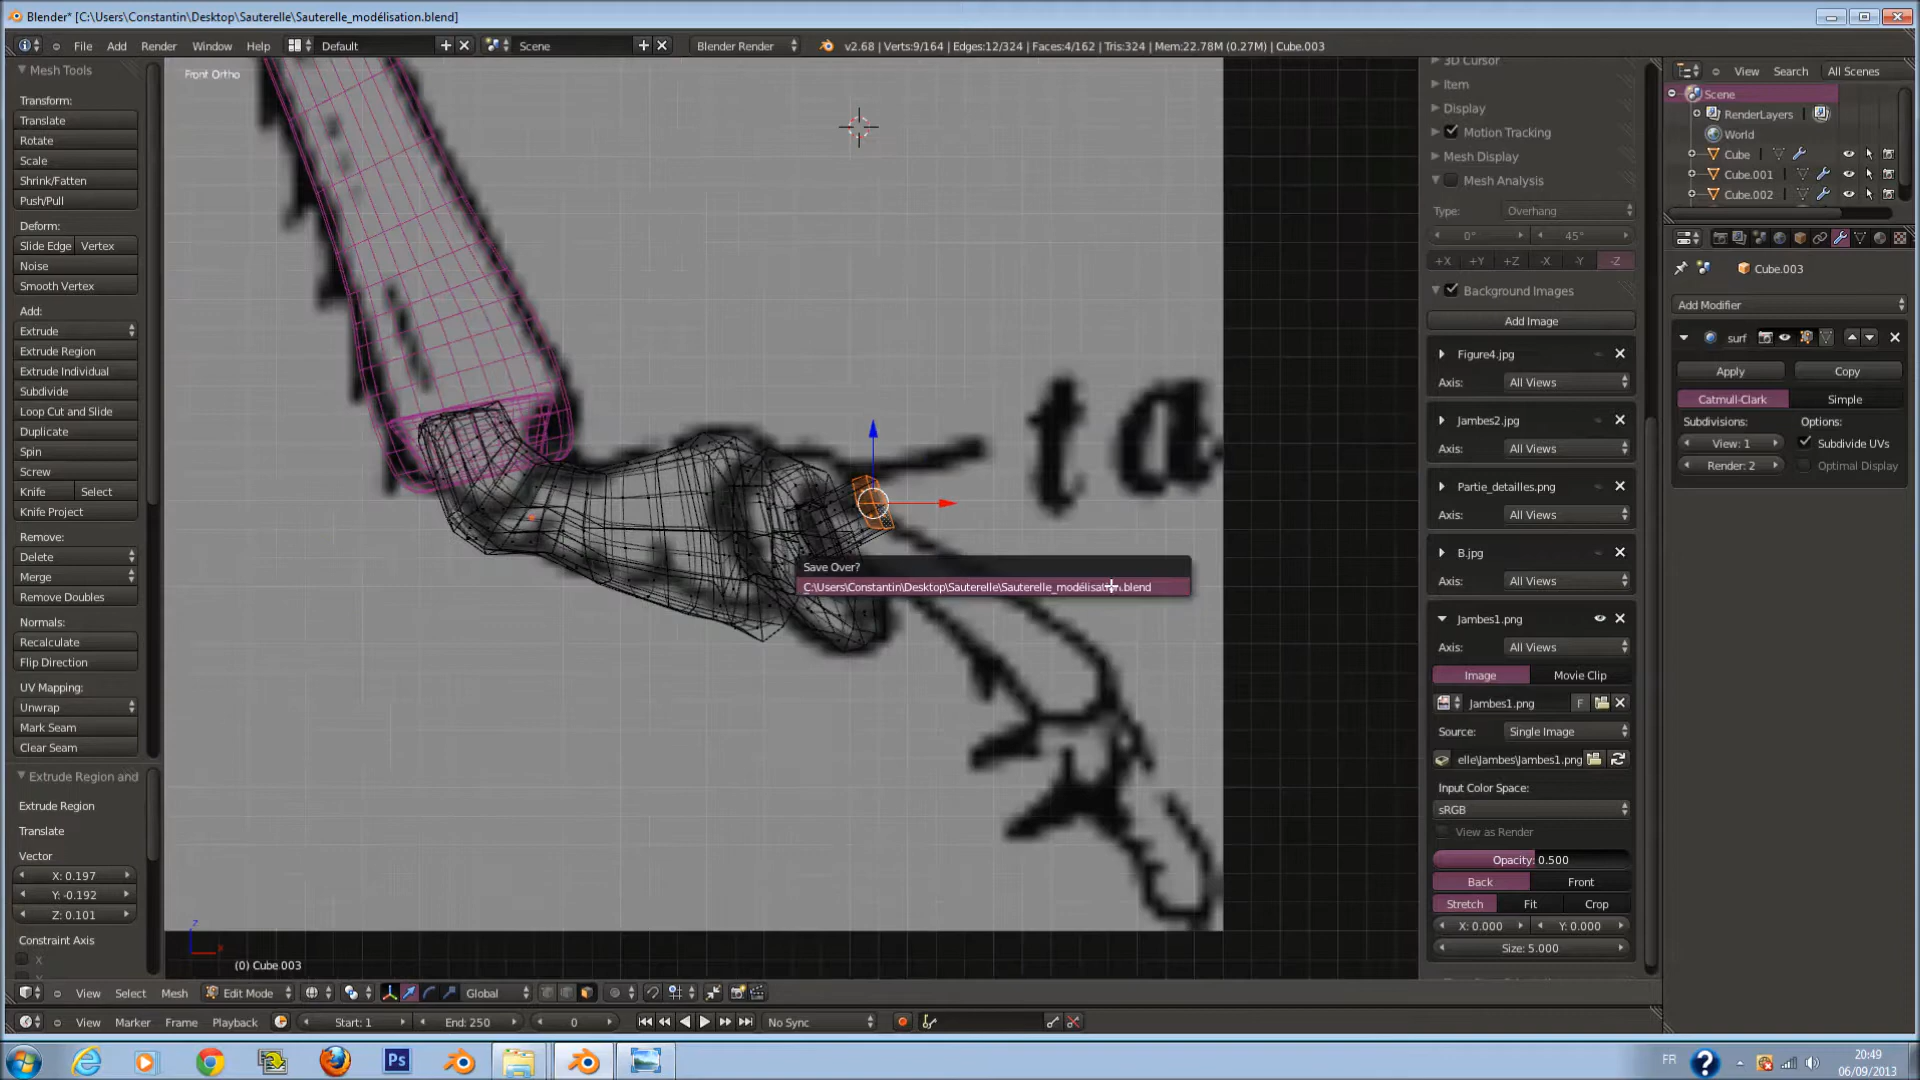 Blender* [C:\Users\Constantin\Desktop\Sauterelle\Sauterelle_modélisation.blend]
File Add Render Window Help Default Scene Blender Render v2.68 | Verts:9/164 | Edges:12/324 | Faces:4/162 | Tris:324 | Mem:22.78M (0.27M) | Cube.003
Mesh Tools
Transform:
Translate
Rotate
Scale
Shrink/Fatten
Push/Pull
Deform:
Slide Edge Vertex
Noise
Smooth Vertex
Add:
Extrude
Extrude Region
Extrude Individual
Subdivide
Loop Cut and Slide
Duplicate
Spin
Screw
Knife Select
Knife Project
Remove:
Delete
Merge
Remove Doubles
Normals:
Recalculate
Flip Direction
UV Mapping:
Unwrap
Mark Seam
Clear Seam
Extrude Region and
Extrude Region
Translate
Vector
X: 0.197
Y: -0.192
Z: 0.101
Constraint Axis
X
Front Ortho
ta
Save Over?
C:\Users\Constantin\Desktop\Sauterelle\Sauterelle_modélisation.blend
z
x
(0) Cube 003
3D Cursor
Item
Display
Motion Tracking
Mesh Display
Mesh Analysis
Type: Overhang
0° 45°
+X +Y +Z -X -Y -Z
Background Images
Add Image
Figure4.jpg
Axis: All Views
Jambes2.jpg
Axis: All Views
Partie_detailles.png
Axis: All Views
B.jpg
Axis: All Views
Jambes1.png
Axis: All Views
Image Movie Clip
Jambes1.png F
Source: Single Image
elle\Jambes\Jambes1.png
Input Color Space:
sRGB
View as Render
Opacity: 0.500
Back Front
Stretch Fit Crop
X: 0.000 Y: 0.000
Size: 5.000
View Search All Scenes
Scene
RenderLayers
World
Cube
Cube.001
Cube.002
Cube.003
Add Modifier
surf
Apply Copy
Catmull-Clark Simple
Subdivisions: Options:
View: 1 Subdivide UVs
Render: 2 Optimal Display
View Select Mesh Edit Mode Global
View Marker Frame Playback Start: 1 End: 250 0 No Sync
Ps
FR
20:49
06/09/2013